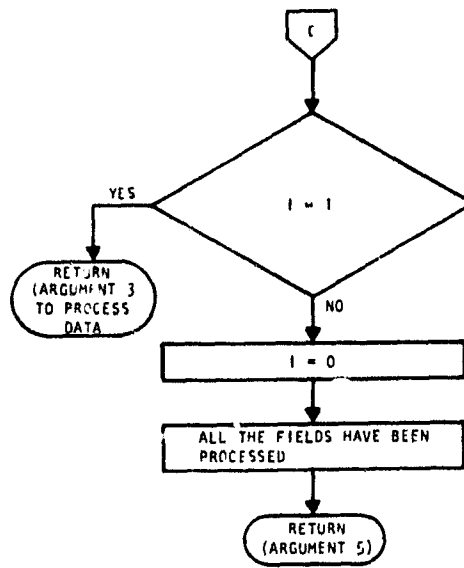 C
I = 1
YES
RETURN
(ARGUMENT 3
TO PROCESS
DATA
NO
I = 0
ALL THE FIELDS HAVE BEEN
PROCESSED
RETURN
(ARGUMENT 5)